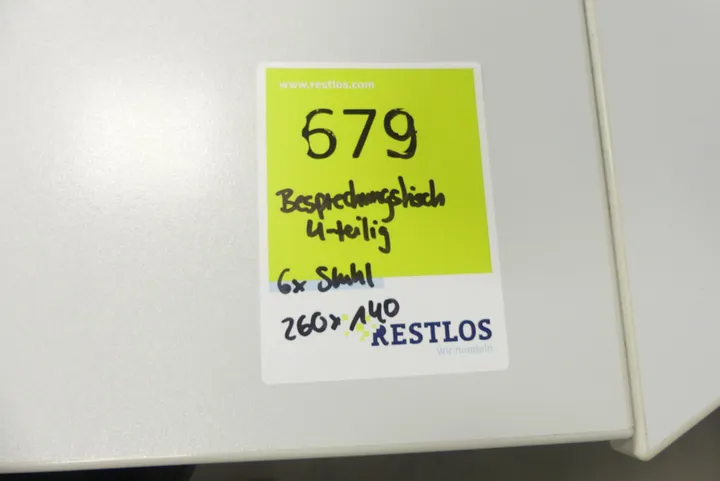 www.restlos.com
679
Besprechungstisch
4-teilig
6x Stuhl
260x140
RESTLOS
Wir handeln